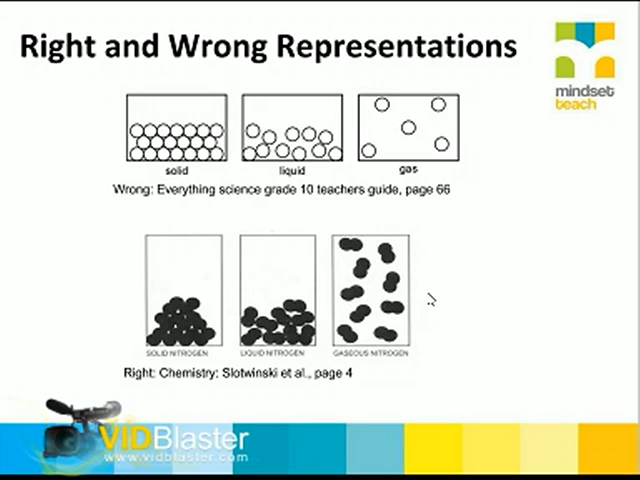 Right and Wrong Representations
mindset
teach
solid liquid gas
Wrong: Everything science grade 10 teachers guide, page 66
SOLID NITROGEN LIQUID NITROGEN GASEOUS NITROGEN
Right: Chemistry: Slotwinski et al., page 4
VIDBlaster
www.vidblaster.com